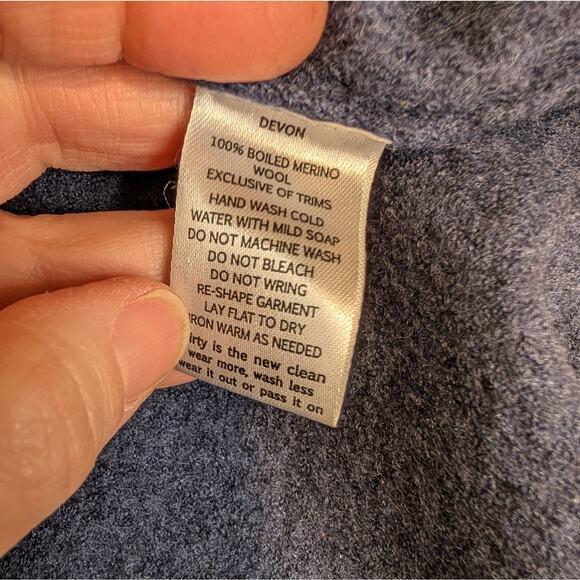 DEVON
100% BOILED MERINO
WOOL
EXCLUSIVE OF TRIMS
HAND WASH COLD
WATER WITH MILD SOAP
DO NOT MACHINE WASH
DO NOT BLEACH
DO NOT WRING
RE-SHAPE GARMENT
LAY FLAT TO DRY
IRON WARM AS NEEDED
irty is the new clean
wear more, wash less
wear it out or pass it on